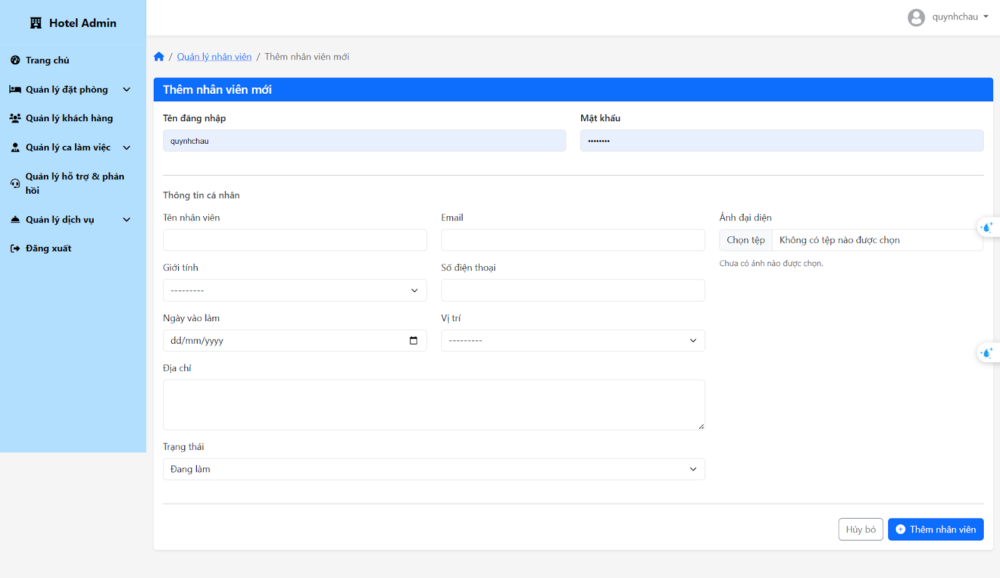 Hotel Admin
quynhchau
Trang chủ
Quản lý đặt phòng
Quản lý khách hàng
Quản lý ca làm việc
Quản lý hỗ trợ & phản
hồi
Quản lý dịch vụ
Đăng xuất
/ Quản lý nhân viên / Thêm nhân viên mới
Thêm nhân viên mới
Tên đăng nhập
Mật khẩu
quynhchau
••••••••
Thông tin cá nhân
Tên nhân viên
Email
Ảnh đại diện
Chọn tệp Không có tệp nào được chọn
Chưa có ảnh nào được chọn.
Giới tính
Số điện thoại
---------
Ngày vào làm
Vị trí
dd/mm/yyyy
---------
Địa chỉ
Trạng thái
Đang làm
Hủy bỏ
Thêm nhân viên